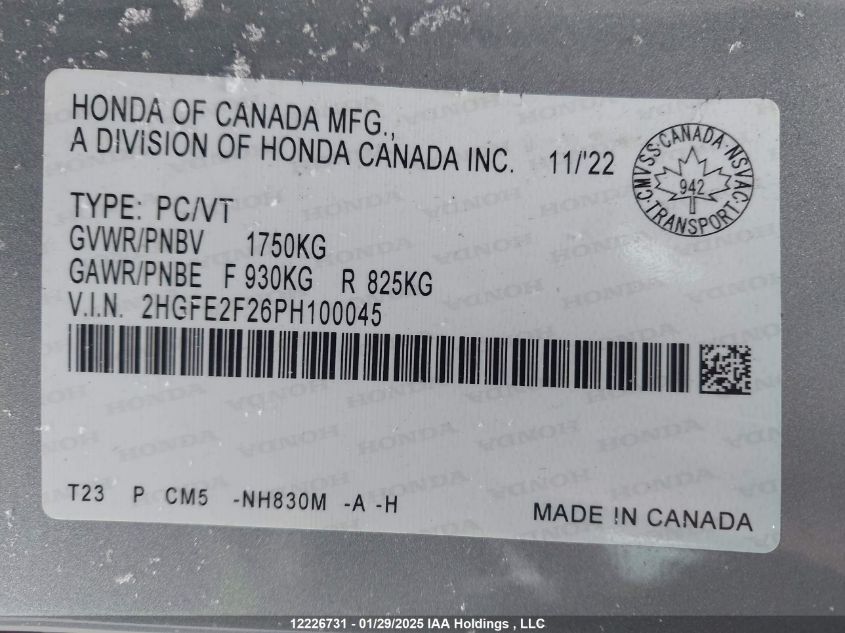 HONDA OF CANADA MFG.,
A DIVISION OF HONDA CANADA INC. 11/'22
CMVSS·CANADA·NSVAC·TRANSPORT·
942
TYPE: PC/VT
GVWR/PNBV 1750KG
GAWR/PNBE F 930KG R 825KG
V.I.N. 2HGFE2F26PH100045
T23 P CM5 -NH830M -A -H
MADE IN CANADA
12226731 - 01/29/2025 IAA Holdings , LLC